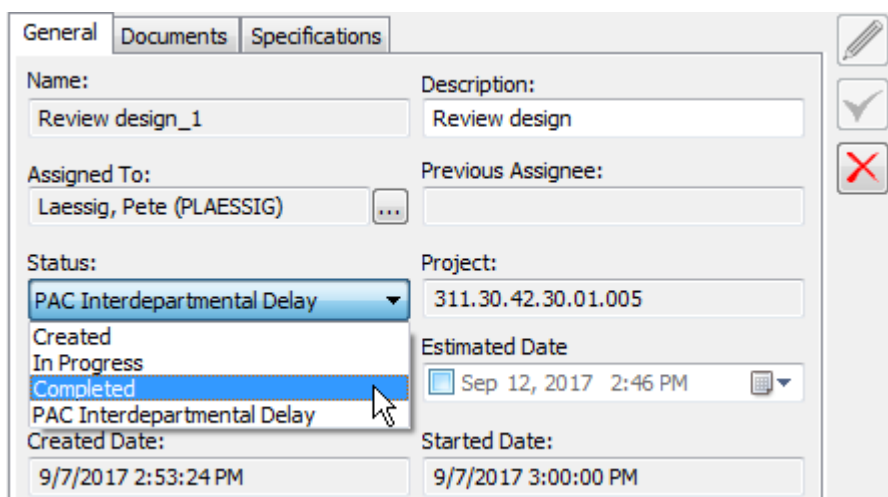 General Documents Specifications
Name:
Description:
Review design_1
Review design
Assigned To:
Previous Assignee:
Laessig, Pete (PLAESSIG)
...
Status:
Project:
PAC Interdepartmental Delay
311.30.42.30.01.005
Created
In Progress
Completed
PAC Interdepartmental Delay
Estimated Date
Sep 12, 2017 2:46 PM
Created Date:
Started Date:
9/7/2017 2:53:24 PM
9/7/2017 3:00:00 PM